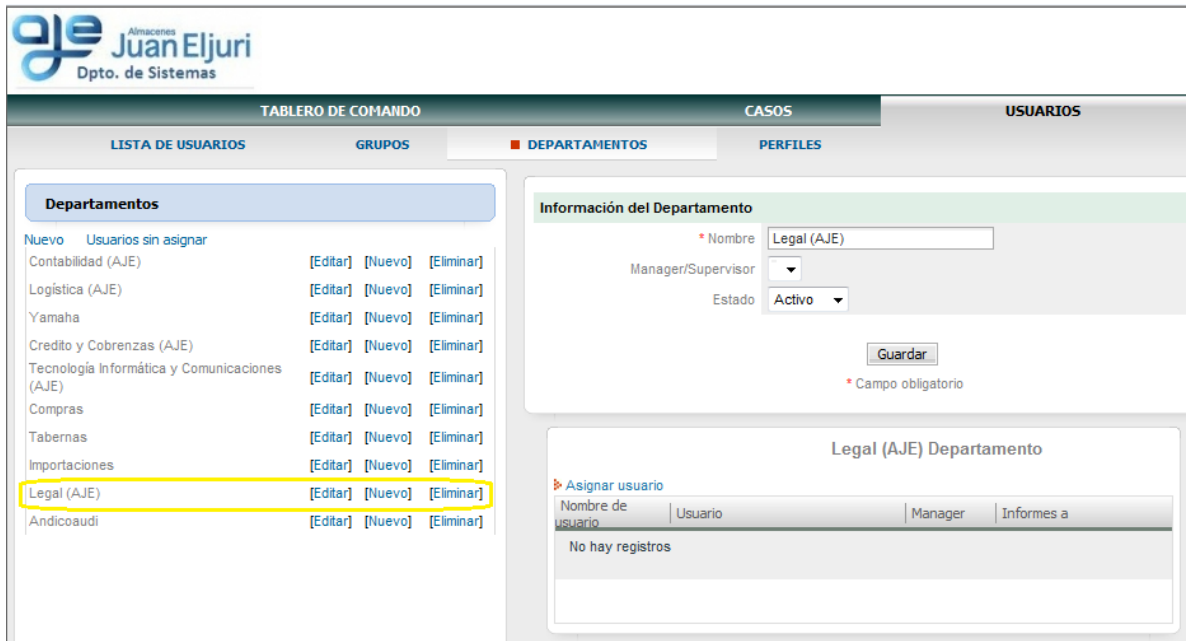 aje Almacenes
Juan Eljuri
Dpto. de Sistemas
TABLERO DE COMANDO CASOS USUARIOS
LISTA DE USUARIOS GRUPOS DEPARTAMENTOS PERFILES
Departamentos
Nuevo Usuarios sin asignar
Contabilidad (AJE) [Editar] [Nuevo] [Eliminar]
Logística (AJE) [Editar] [Nuevo] [Eliminar]
Yamaha [Editar] [Nuevo] [Eliminar]
Credito y Cobrenzas (AJE) [Editar] [Nuevo] [Eliminar]
Tecnología Informática y Comunicaciones
(AJE) [Editar] [Nuevo] [Eliminar]
Compras [Editar] [Nuevo] [Eliminar]
Tabernas [Editar] [Nuevo] [Eliminar]
Importaciones [Editar] [Nuevo] [Eliminar]
Legal (AJE) [Editar] [Nuevo] [Eliminar]
Andicoaudi [Editar] [Nuevo] [Eliminar]
Información del Departamento
* Nombre Legal (AJE)
Manager/Supervisor
Estado Activo
Guardar
* Campo obligatorio
Legal (AJE) Departamento
Asignar usuario
Nombre de
usuario Usuario Manager Informes a
No hay registros